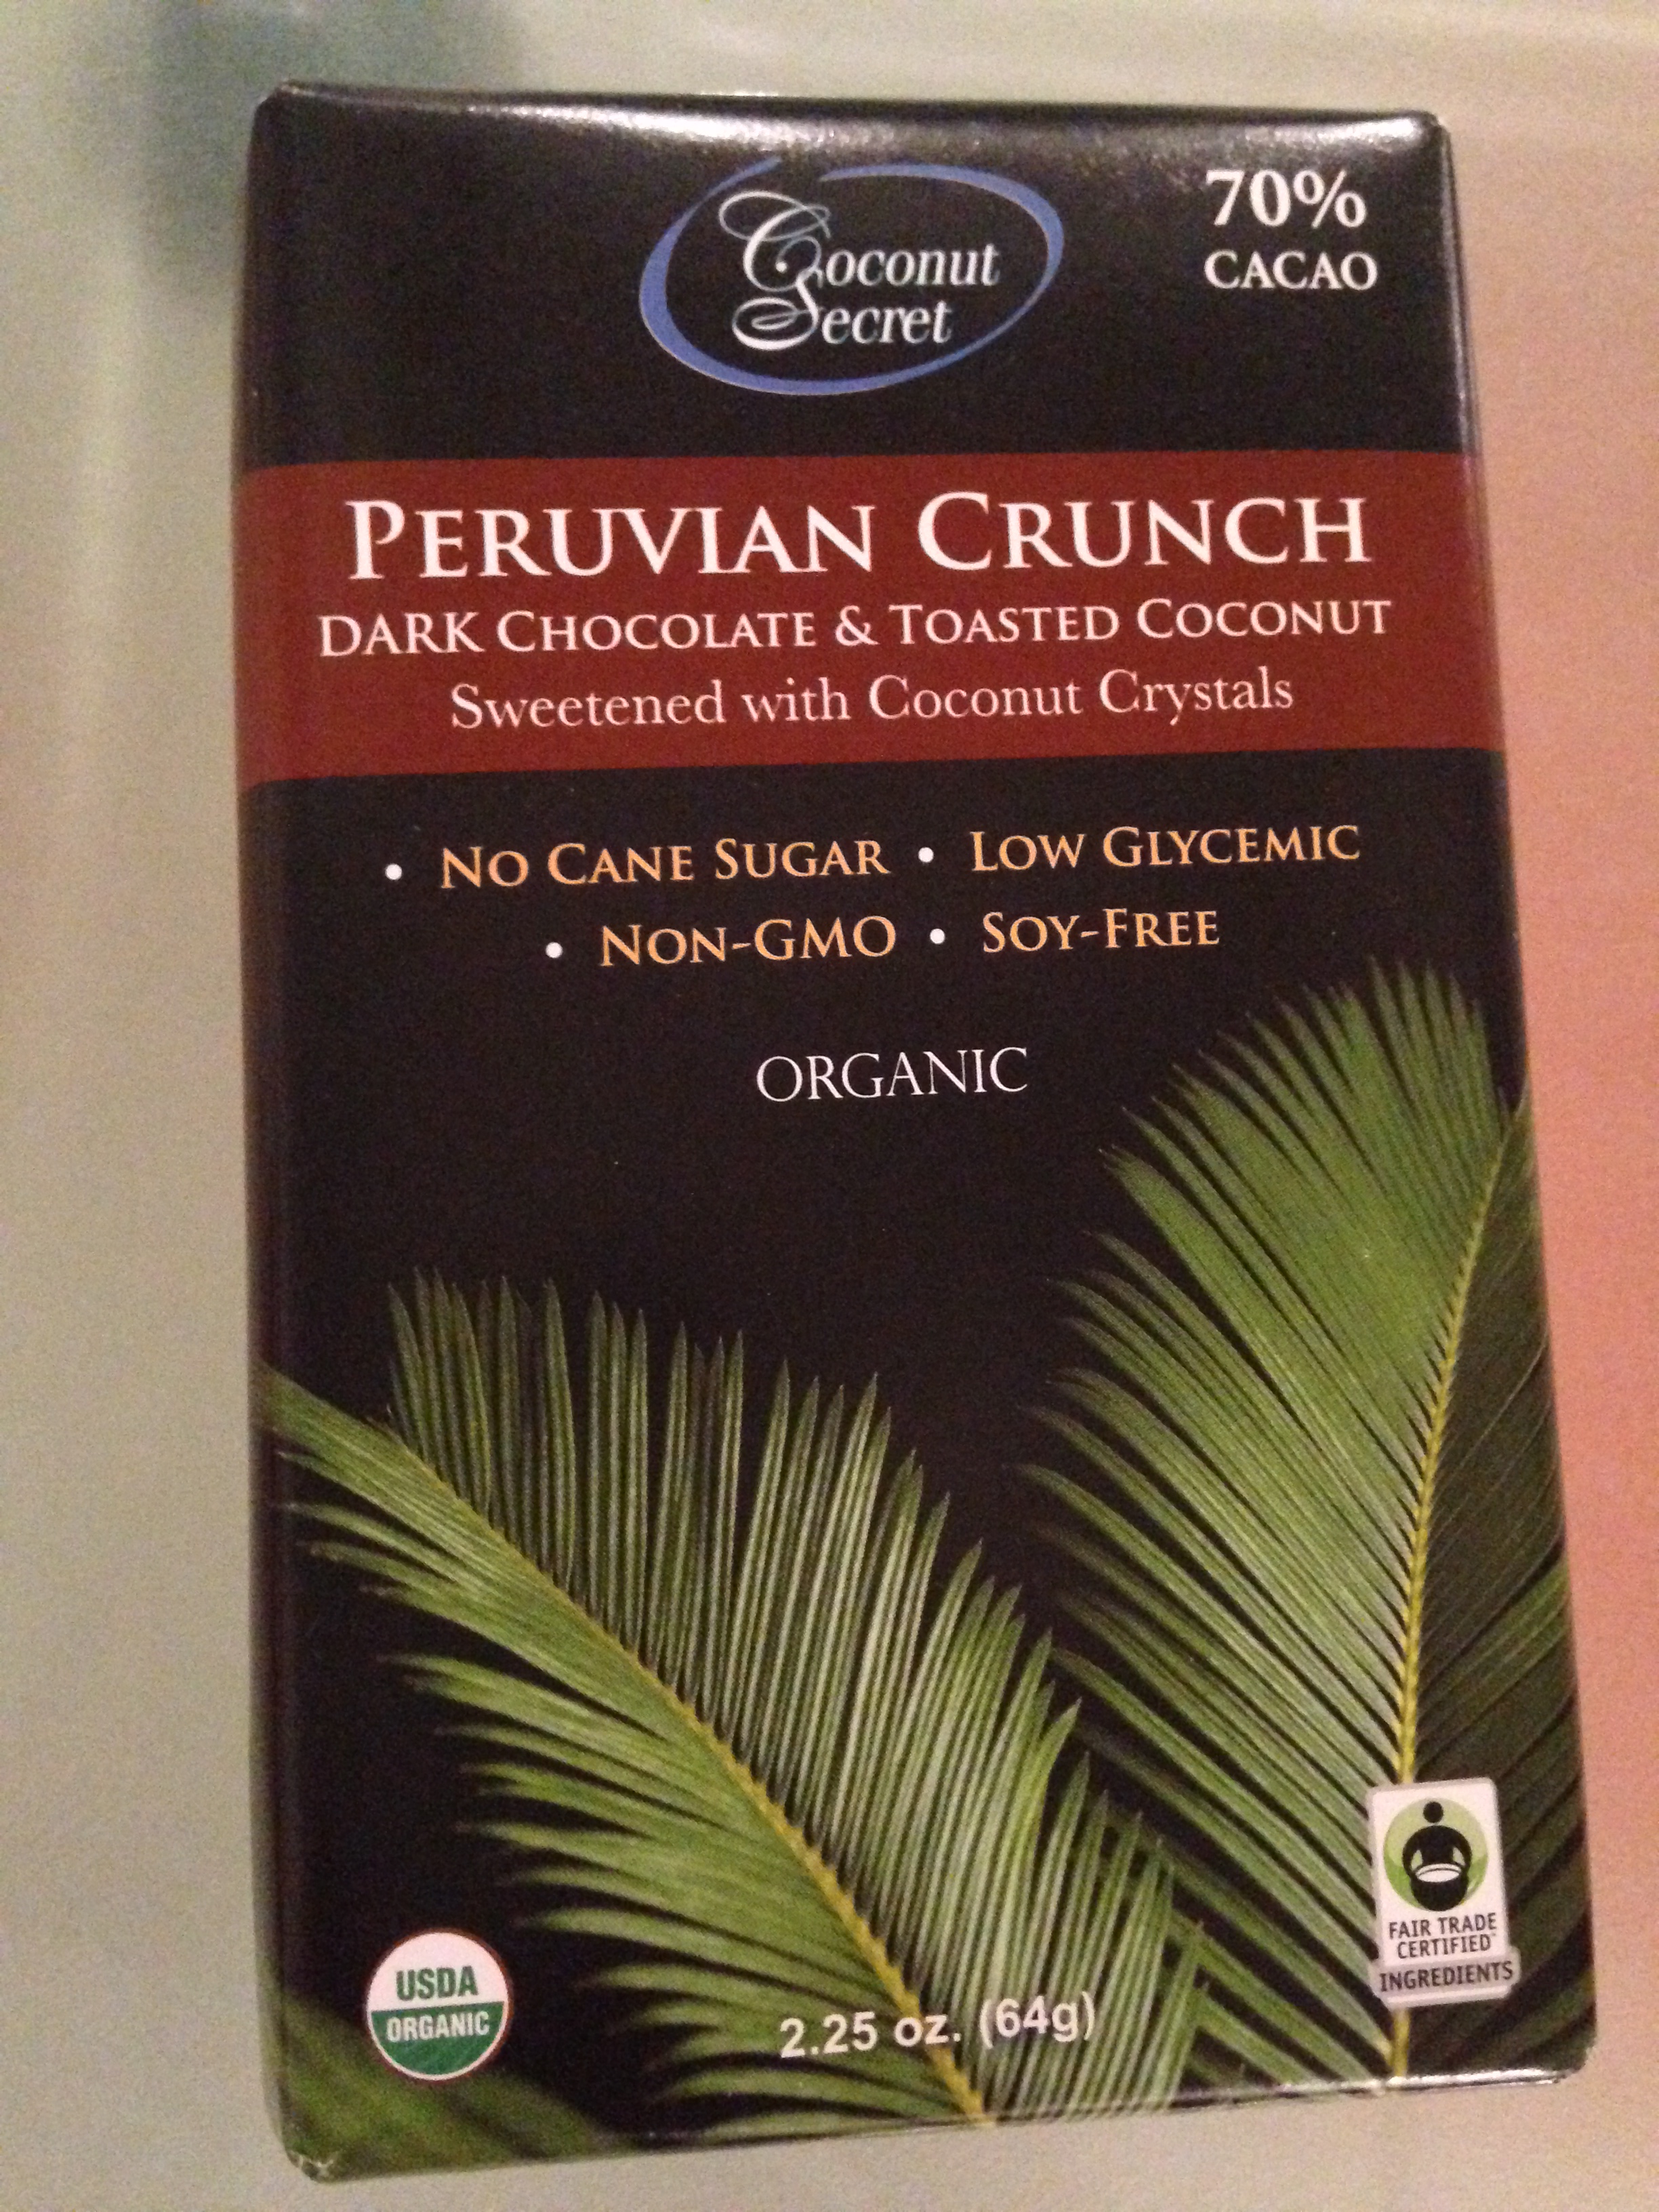 Coconut
Secret
70%
CACAO
PERUVIAN CRUNCH
DARK CHOCOLATE & TOASTED COCONUT
Sweetened with Coconut Crystals
• NO CANE SUGAR • LOW GLYCEMIC
• NON-GMO • SOY-FREE
ORGANIC
USDA
ORGANIC
2.25 oz. (64g)
FAIR TRADE
CERTIFIED™
INGREDIENTS